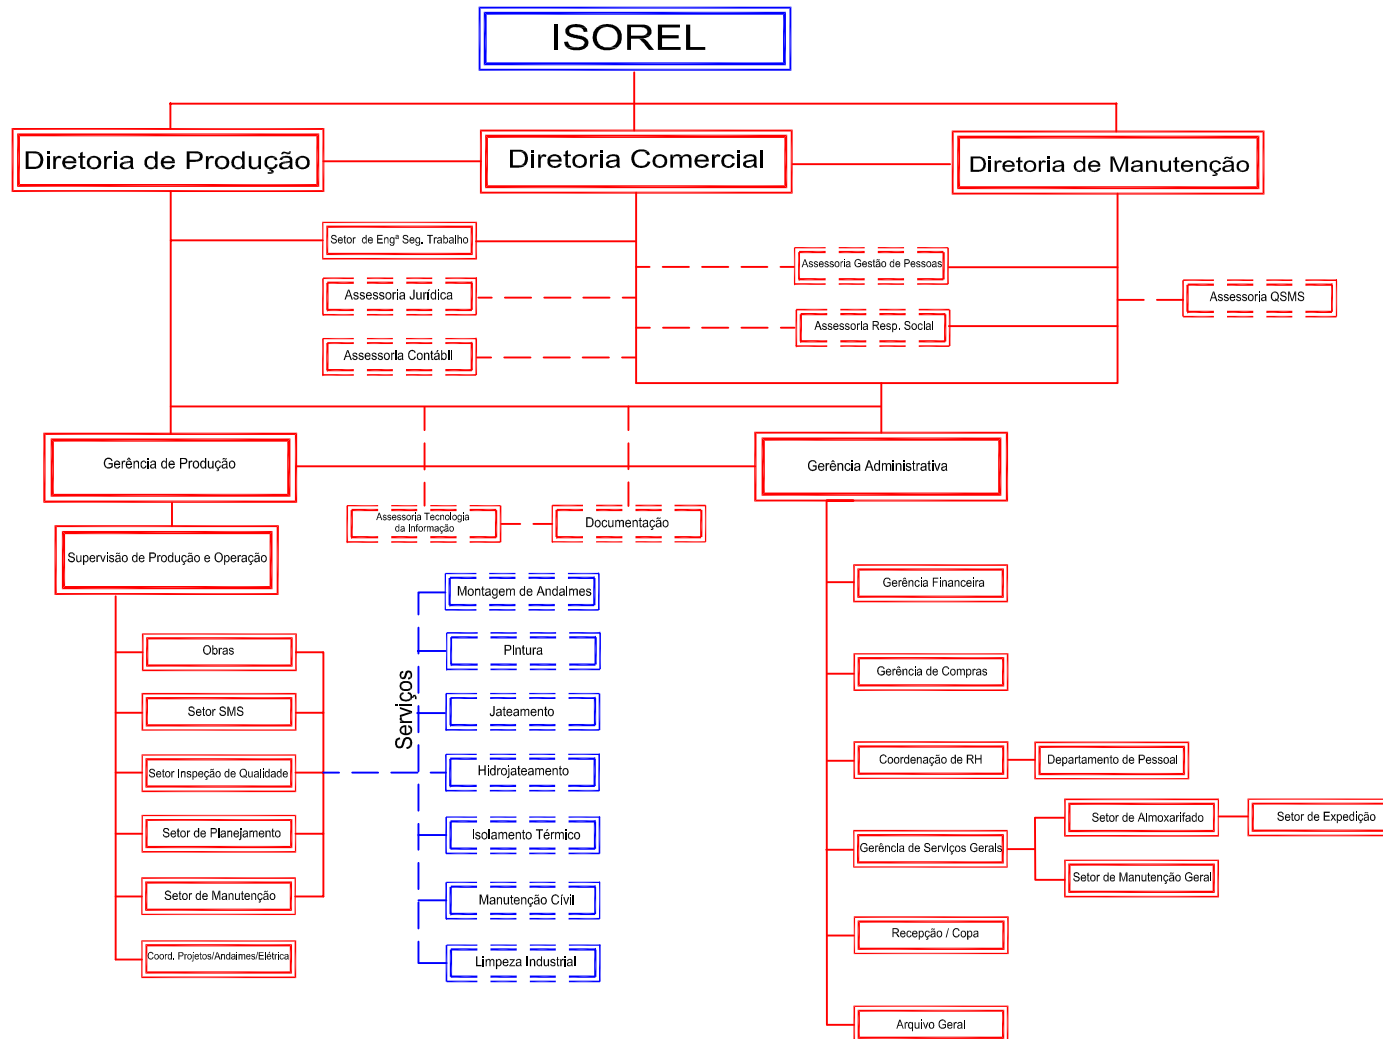 ISOREL
Diretoria de Produção
Diretoria Comercial
Diretoria de Manutenção
Setor de Engª Seg. Trabalho
Assessoria Gestão de Pessoas
Assessoria Jurídica
Assessoria QSMS
Assessoria Resp. Social
Assessoria Contábil
Gerência de Produção
Gerência Administrativa
Assessoria Tecnologia
da Informação
Documentação
Supervisão de Produção e Operação
Serviços
Montagem de Andaimes
Pintura
Jateamento
Hidrojateamento
Isolamento Térmico
Manutenção Cívil
Limpeza Industrial
Obras
Setor SMS
Setor Inspeção de Qualidade
Setor de Planejamento
Setor de Manutenção
Coord. Projetos/Andaimes/Elétrica
Gerência Financeira
Gerência de Compras
Coordenação de RH
Departamento de Pessoal
Gerência de Serviços Gerais
Setor de Almoxarifado
Setor de Expedição
Setor de Manutenção Geral
Recepção / Copa
Arquivo Geral